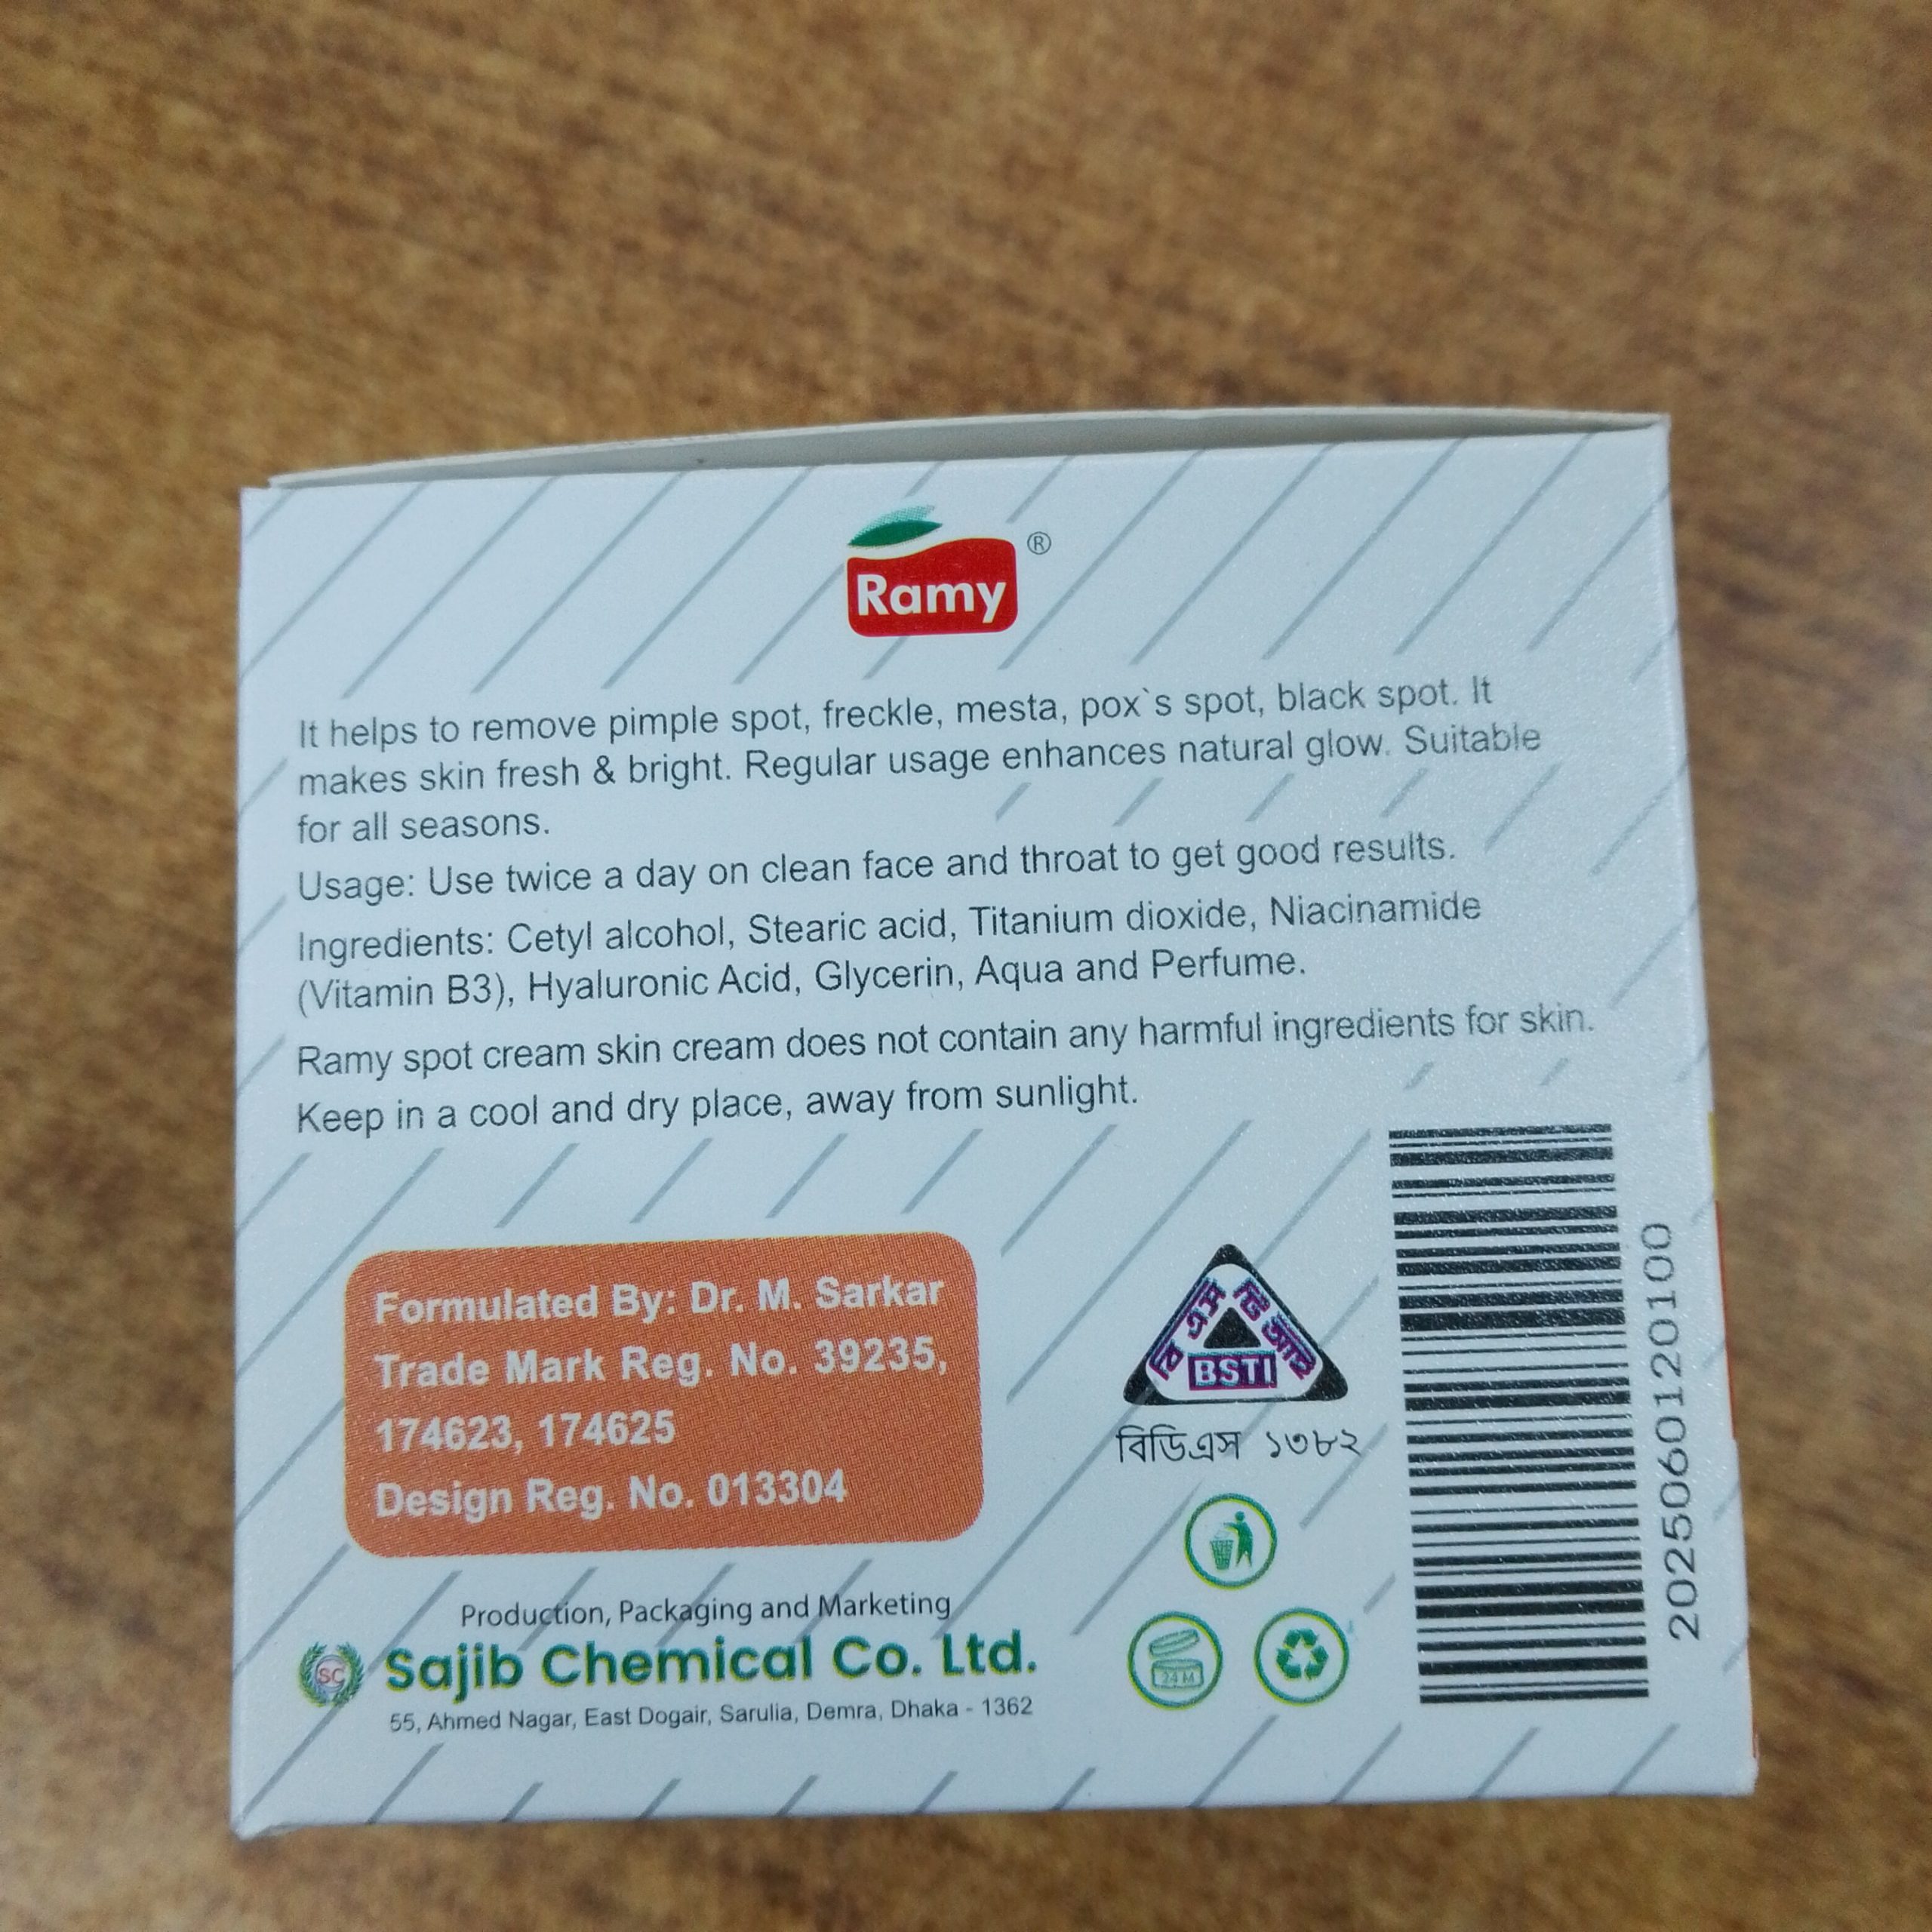 Ramy ®
It helps to remove pimple spot, freckle, mesta, pox`s spot, black spot. It
makes skin fresh & bright. Regular usage enhances natural glow. Suitable
for all seasons.
Usage: Use twice a day on clean face and throat to get good results.
Ingredients: Cetyl alcohol, Stearic acid, Titanium dioxide, Niacinamide
(Vitamin B3), Hyaluronic Acid, Glycerin, Aqua and Perfume.
Ramy spot cream skin cream does not contain any harmful ingredients for skin.
Keep in a cool and dry place, away from sunlight.
Formulated By: Dr. M. Sarkar
Trade Mark Reg. No. 39235,
174623, 174625
Design Reg. No. 013304
বি এস টি আই
BSTI
বিডিএস ১৩৮২
24 M
2025060120100
Production, Packaging and Marketing
SC
Sajib Chemical Co. Ltd.
55, Ahmed Nagar, East Dogair, Sarulia, Demra, Dhaka - 1362